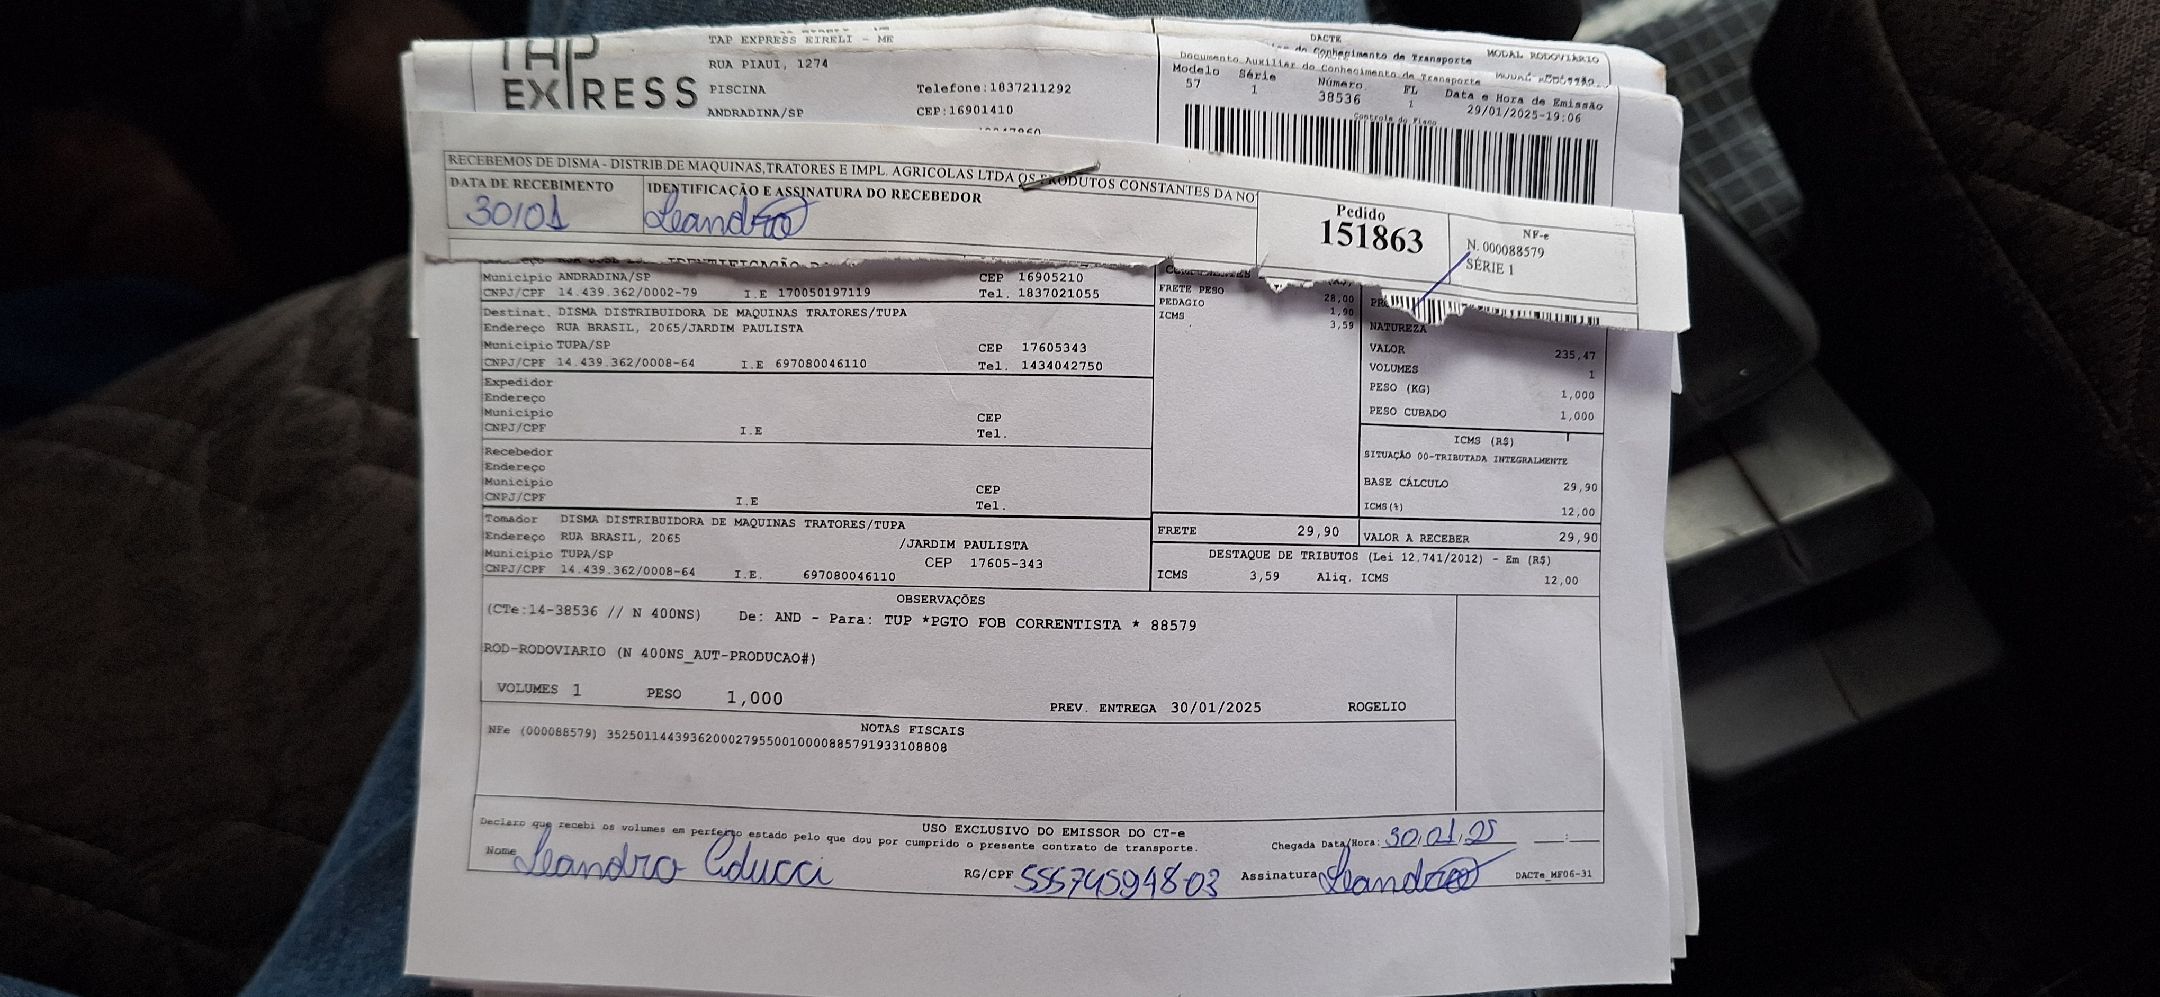 TAP
EXPRESS
TAP EXPRESS EIRELI - ME
RUA PIAUI, 1274
PISCINA
Telefone:1837211292
ANDRADINA/SP
CEP:16901410
DACTE
MODAL RODOVIÁRIO
Documento Auxiliar do Conhecimento de Transporte
Modelo Série Número FL Data e Hora de Emissão
57 1 38536 1 29/01/2025-19:06
Controle do Fisco
RECEBEMOS DE DISMA - DISTRIB DE MAQUINAS,TRATORES E IMPL. AGRICOLAS LTDA OS PRODUTOS CONSTANTES DA NO
DATA DE RECEBIMENTO
IDENTIFICAÇÃO E ASSINATURA DO RECEBEDOR
30/01
Leandro
Pedido
151863
NF-e
N. 000088579
SÉRIE 1
Município ANDRADINA/SP CEP 16905210
CNPJ/CPF 14.439.362/0002-79 I.E 170050197119 Tel. 1837021055
Destinat. DISMA DISTRIBUIDORA DE MAQUINAS TRATORES/TUPA
Endereço RUA BRASIL, 2065/JARDIM PAULISTA
Município TUPA/SP CEP 17605343
CNPJ/CPF 14.439.362/0008-64 I.E 697080046110 Tel. 1434042750
Expedidor
Endereço
Município CEP
CNPJ/CPF I.E Tel.
Recebedor
Endereço
Município CEP
CNPJ/CPF I.E Tel.
Tomador DISMA DISTRIBUIDORA DE MAQUINAS TRATORES/TUPA
Endereço RUA BRASIL, 2065 /JARDIM PAULISTA
Município TUPA/SP CEP 17605-343
CNPJ/CPF 14.439.362/0008-64 I.E. 697080046110
FRETE PESO 28,00
PEDAGIO 1,90
ICMS 3,59
NATUREZA
VALOR 235,47
VOLUMES 1
PESO (KG) 1,000
PESO CUBADO 1,000
ICMS (R$)
SITUAÇÃO 00-TRIBUTADA INTEGRALMENTE
BASE CÁLCULO 29,90
ICMS(%) 12,00
FRETE 29,90
VALOR A RECEBER 29,90
DESTAQUE DE TRIBUTOS (Lei 12.741/2012) - Em (R$)
ICMS 3,59 Aliq. ICMS 12,00
OBSERVAÇÕES
(CTe:14-38536 // N 400NS) De: AND - Para: TUP *PGTO FOB CORRENTISTA * 88579
ROD-RODOVIARIO (N 400NS_AUT-PRODUCAO#)
VOLUMES 1 PESO 1,000
PREV. ENTREGA 30/01/2025 ROGELIO
NOTAS FISCAIS
NFe (000088579) 35250114439362000279550010000885791933108808
USO EXCLUSIVO DO EMISSOR DO CT-e
Declaro que recebi os volumes em perfeito estado pelo que dou por cumprido o presente contrato de transporte.
Chegada Data/Hora: 30/01/25 __:__
Nome Leandro RG/CPF 555745948-03 Assinatura Leandro DACTe_MF06-31